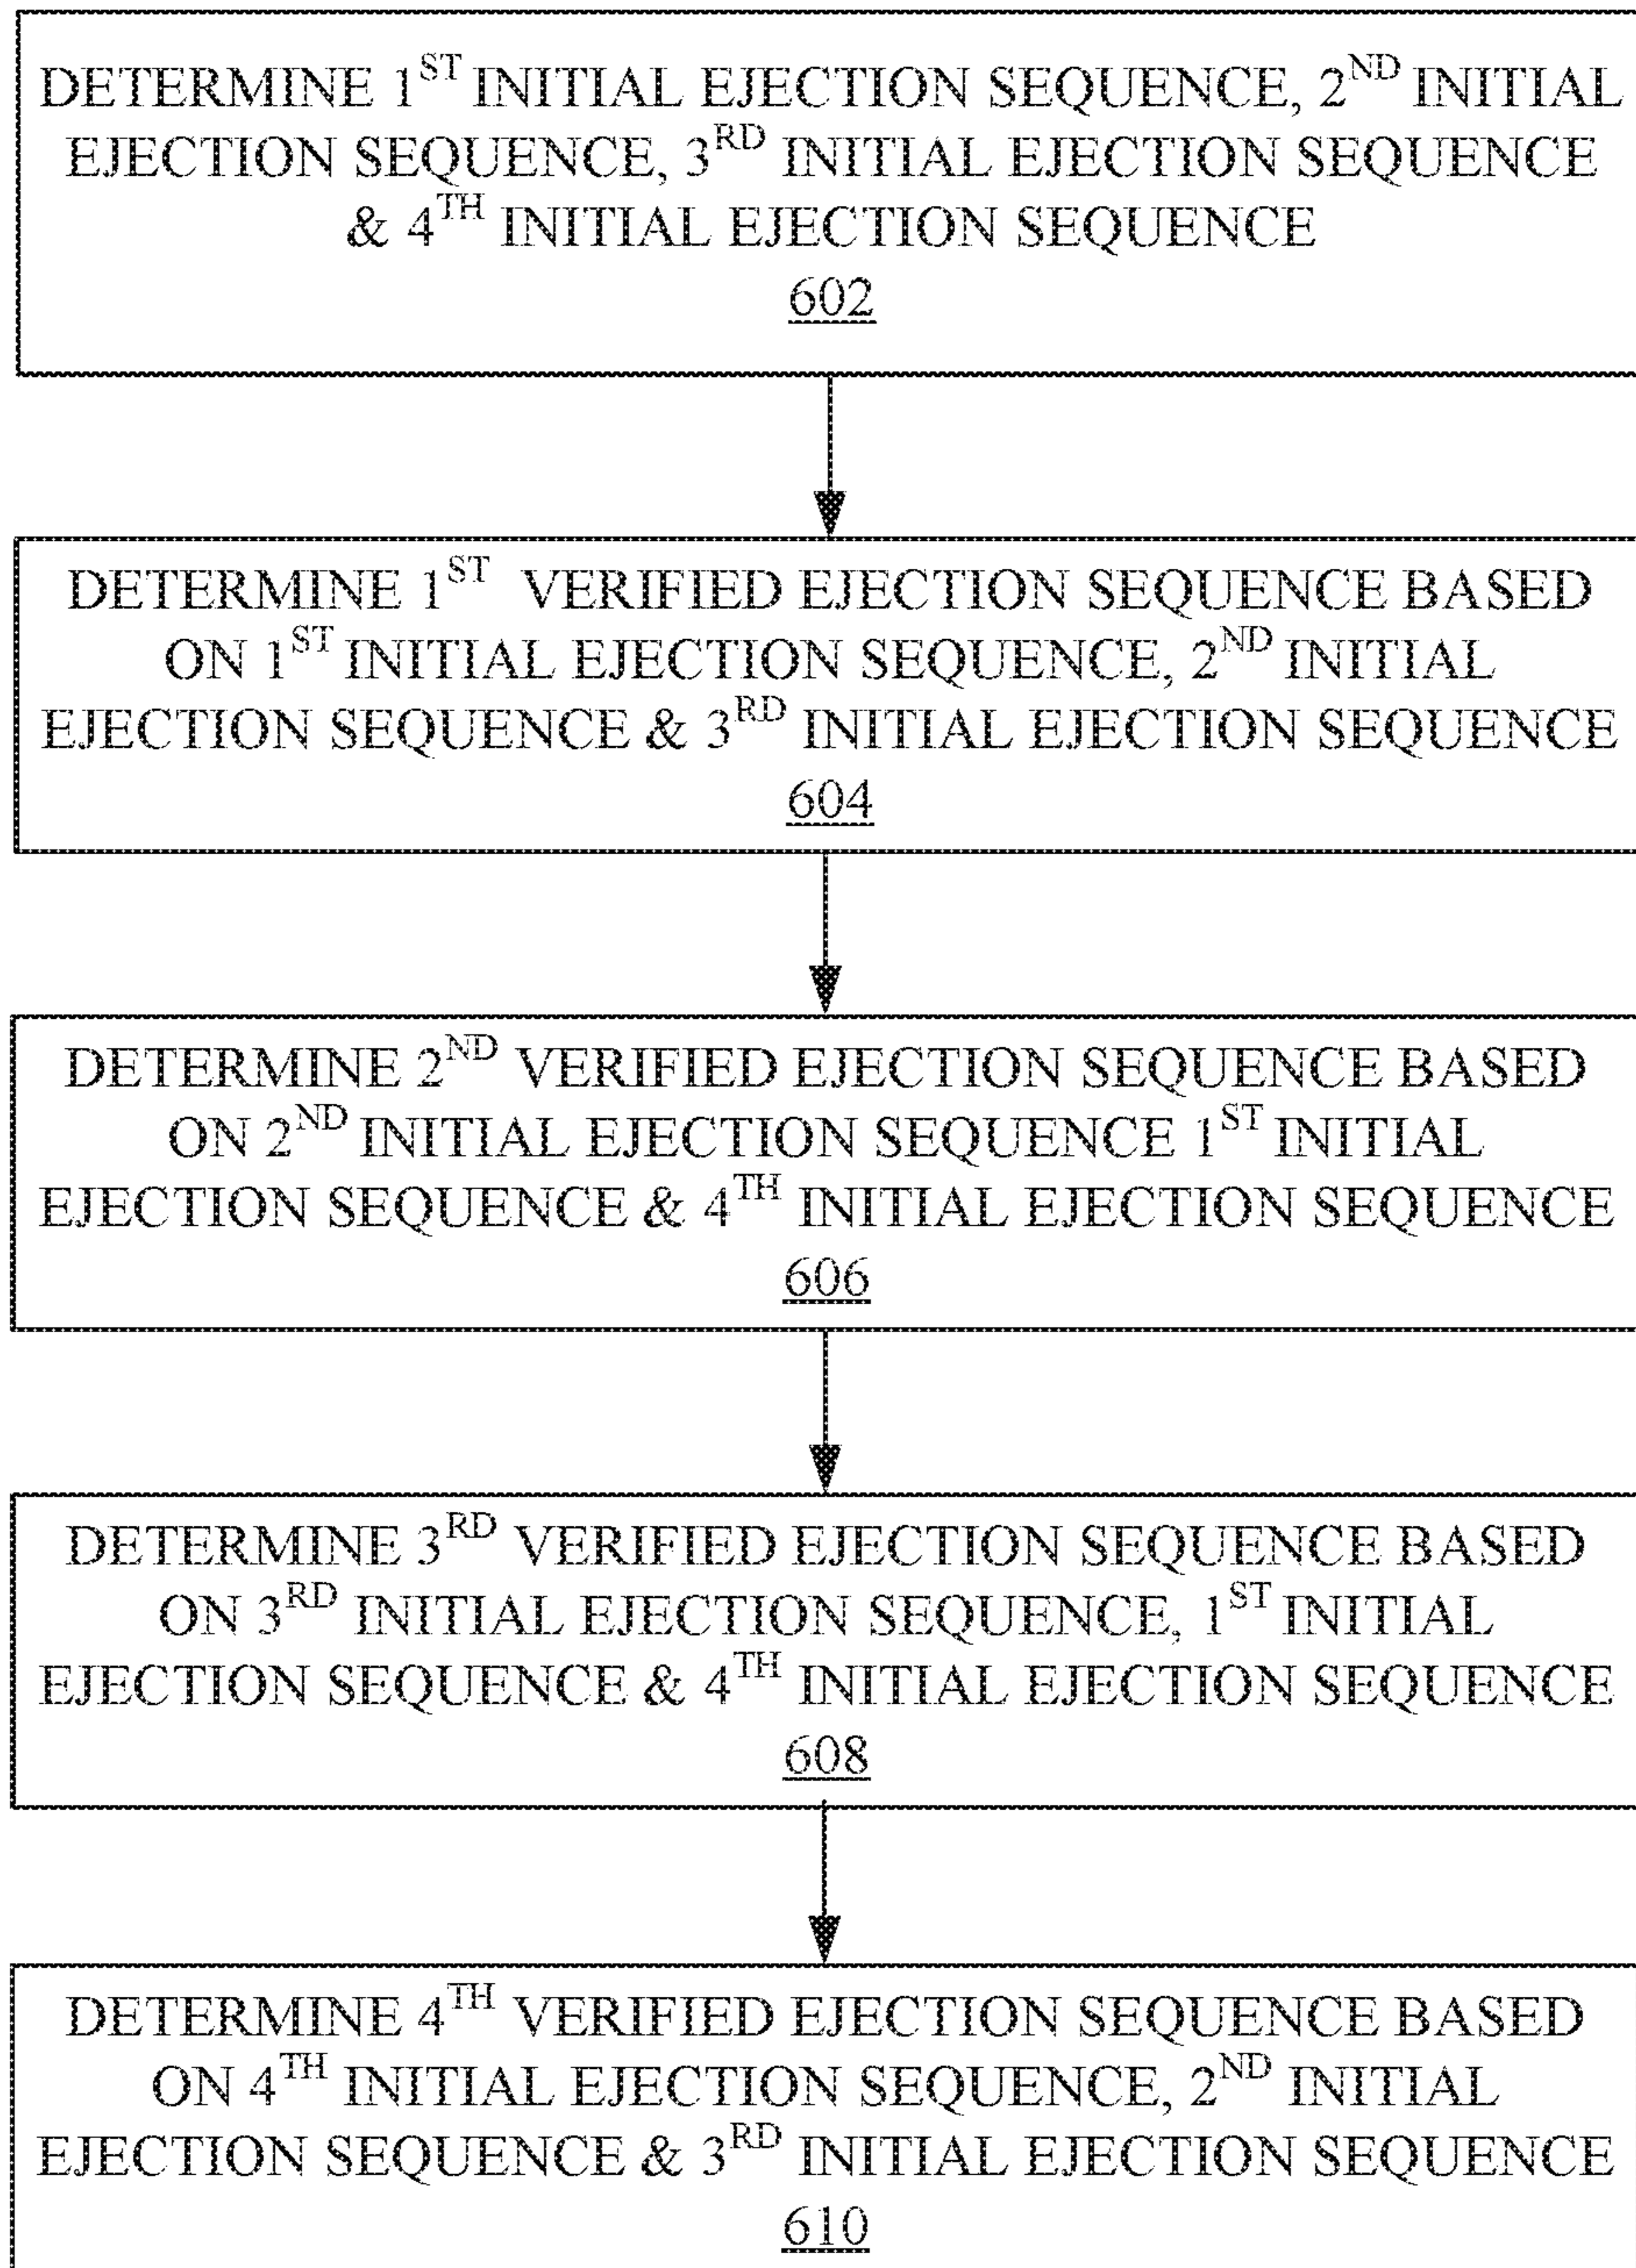 DETERMINE 1ST INITIAL EJECTION SEQUENCE, 2ND INITIAL
EJECTION SEQUENCE, 3RD INITIAL EJECTION SEQUENCE
& 4TH INITIAL EJECTION SEQUENCE
602
DETERMINE 1ST VERIFIED EJECTION SEQUENCE BASED
ON 1ST INITIAL EJECTION SEQUENCE, 2ND INITIAL
EJECTION SEQUENCE & 3RD INITIAL EJECTION SEQUENCE
604
DETERMINE 2ND VERIFIED EJECTION SEQUENCE BASED
ON 2ND INITIAL EJECTION SEQUENCE 1ST INITIAL
EJECTION SEQUENCE & 4TH INITIAL EJECTION SEQUENCE
606
DETERMINE 3RD VERIFIED EJECTION SEQUENCE BASED
ON 3RD INITIAL EJECTION SEQUENCE, 1ST INITIAL
EJECTION SEQUENCE & 4TH INITIAL EJECTION SEQUENCE
608
DETERMINE 4TH VERIFIED EJECTION SEQUENCE BASED
ON 4TH INITIAL EJECTION SEQUENCE, 2ND INITIAL
EJECTION SEQUENCE & 3RD INITIAL EJECTION SEQUENCE
610